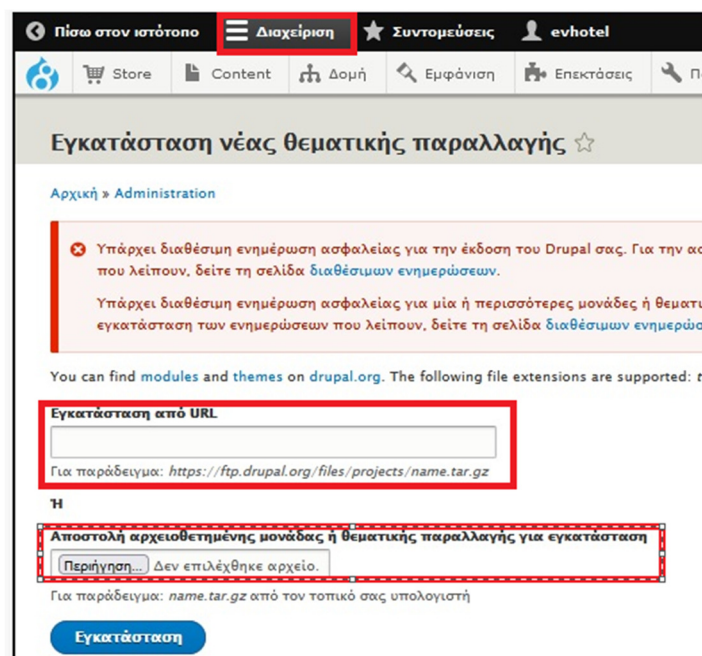 Πίσω στον ιστότοπο Διαχείριση Συντομεύσεις evhotel
Store Content Δομή Εμφάνιση Επεκτάσεις
Εγκατάσταση νέας θεματικής παραλλαγής
Αρχική » Administration
Υπάρχει διαθέσιμη ενημέρωση ασφαλείας για την έκδοση του Drupal σας. Για την
που λείπουν, δείτε τη σελίδα διαθέσιμων ενημερώσεων.
Υπάρχει διαθέσιμη ενημέρωση ασφαλείας για μία ή περισσότερες μονάδες ή
εγκατάσταση των ενημερώσεων που λείπουν, δείτε τη σελίδα διαθέσιμων
You can find modules and themes on drupal.org. The following file extensions are supported:
Εγκατάσταση από URL
Για παράδειγμα: https://ftp.drupal.org/files/projects/name.tar.gz
Ή
Αποστολή αρχειοθετημένης μονάδας ή θεματικής παραλλαγής για εγκατάσταση
Περιήγηση... Δεν επιλέχθηκε αρχείο.
Για παράδειγμα: name.tar.gz από τον τοπικό σας υπολογιστή
Εγκατάσταση